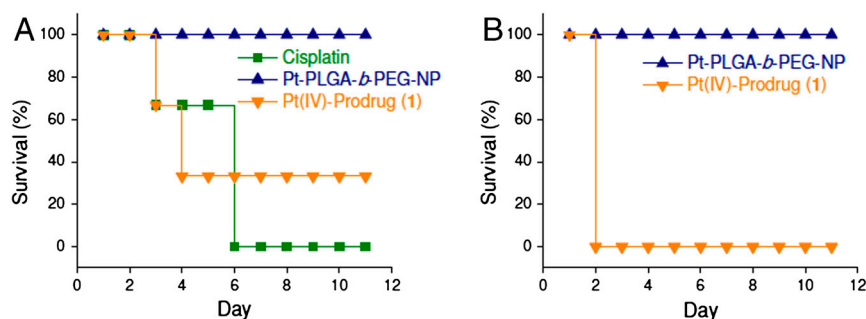 A
100
80
60
40
20
0
Survival (%)
0 2 4 6 8 10 12
Day
Cisplatin
Pt-PLGA-b-PEG-NP
Pt(IV)-Prodrug (1)
B
100
80
60
40
20
0
Survival (%)
0 2 4 6 8 10 12
Day
Pt-PLGA-b-PEG-NP
Pt(IV)-Prodrug (1)